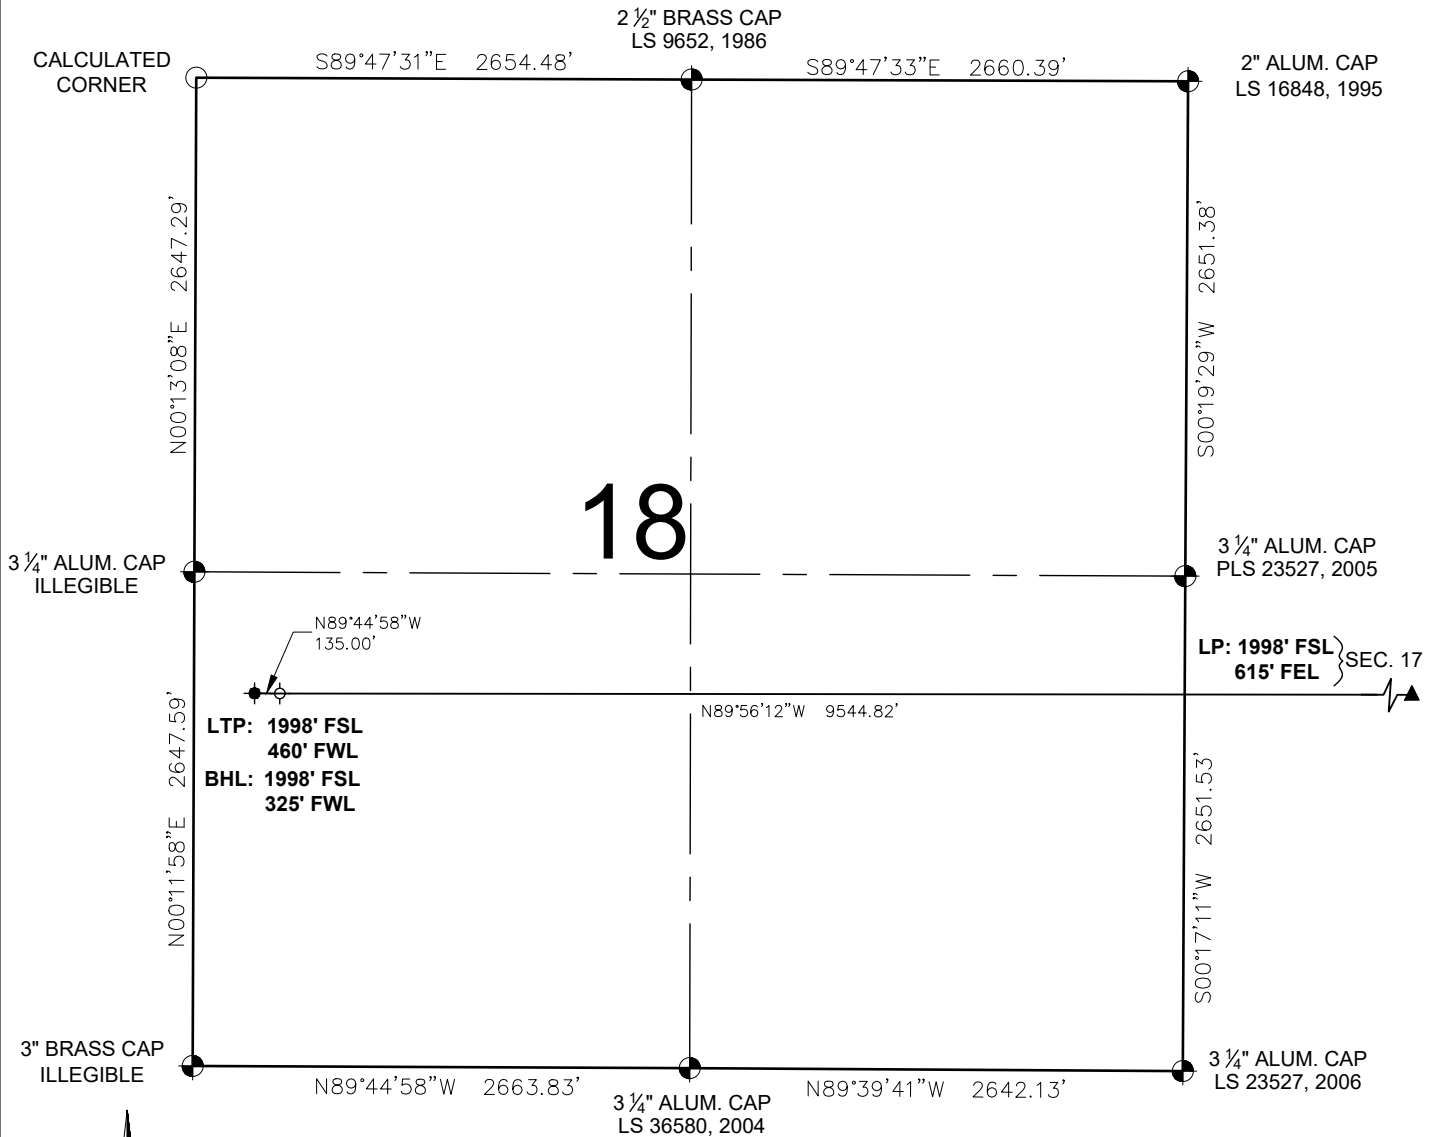 2 ½" BRASS CAP
LS 9652, 1986
CALCULATED
CORNER
S89°47'31"E 2654.48'
S89°47'33"E 2660.39'
2" ALUM. CAP
LS 16848, 1995
N00°13'08"E 2647.29'
S00°19'29"W 2651.38'
18
3 ¼" ALUM. CAP
ILLEGIBLE
3 ¼" ALUM. CAP
PLS 23527, 2005
N89°44'58"W
135.00'
LP: 1998' FSL
615' FEL
SEC. 17
N89°56'12"W 9544.82'
LTP: 1998' FSL
460' FWL
BHL: 1998' FSL
325' FWL
N00°11'58"E 2647.59'
S00°17'11"W 2651.53'
3" BRASS CAP
ILLEGIBLE
N89°44'58"W 2663.83'
N89°39'41"W 2642.13'
3 ¼" ALUM. CAP
LS 23527, 2006
3 ¼" ALUM. CAP
LS 36580, 2004